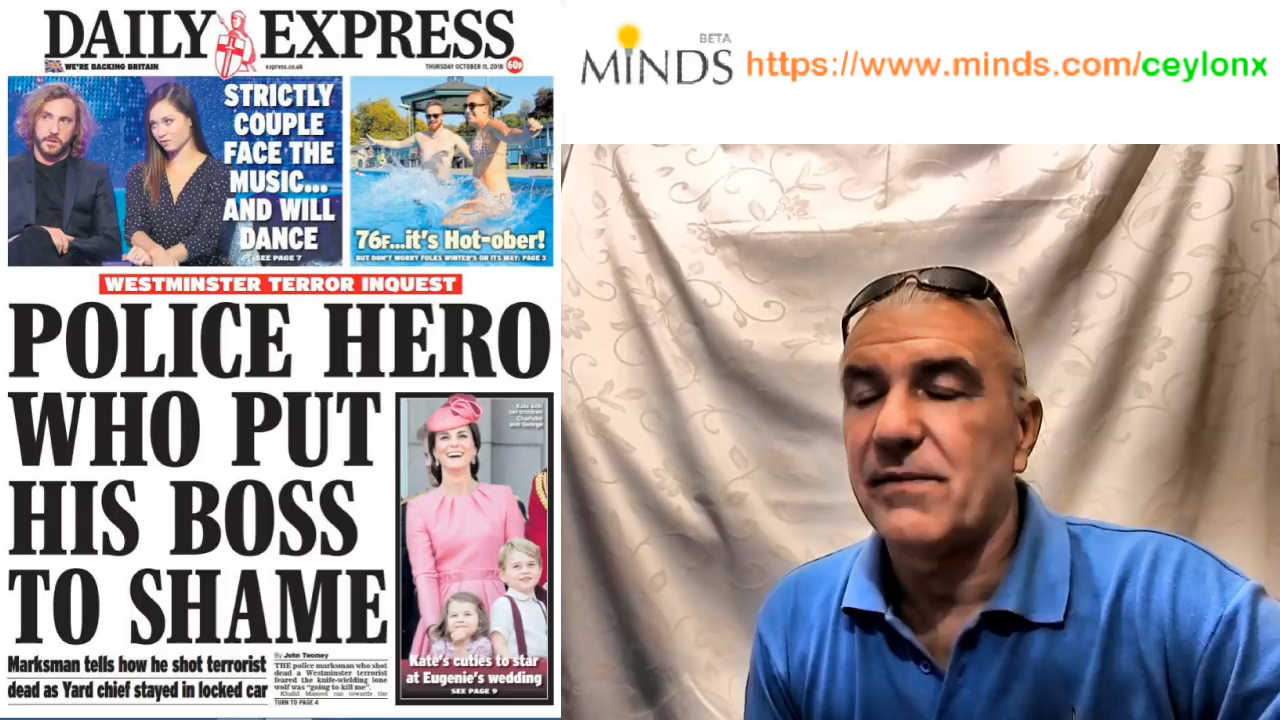 DAILY EXPRESS
WE'RE BACKING BRITAIN
express.co.uk
THURSDAY OCTOBER 11, 2018
60p
STRICTLY
COUPLE
FACE THE
MUSIC...
AND WILL
DANCE
SEE PAGE 7
76F...it's Hot-ober!
BUT DON'T WORRY FOLKS WINTER'S ON ITS WAY: PAGE 3
WESTMINSTER TERROR INQUEST
POLICE HERO
WHO PUT
HIS BOSS
TO SHAME
Kate with
her children
Charlotte
and George
Kate's cuties to star
at Eugenie's wedding
SEE PAGE 9
Marksman tells how he shot terrorist
dead as Yard chief stayed in locked car
By John Twomey
THE police marksman who shot
dead a Westminster terrorist
feared the knife-wielding lone
wolf was "going to kill me".
Khalid Masood ran towards the
TURN TO PAGE 4
BETA
MINDS
https://www.minds.com/ceylonx